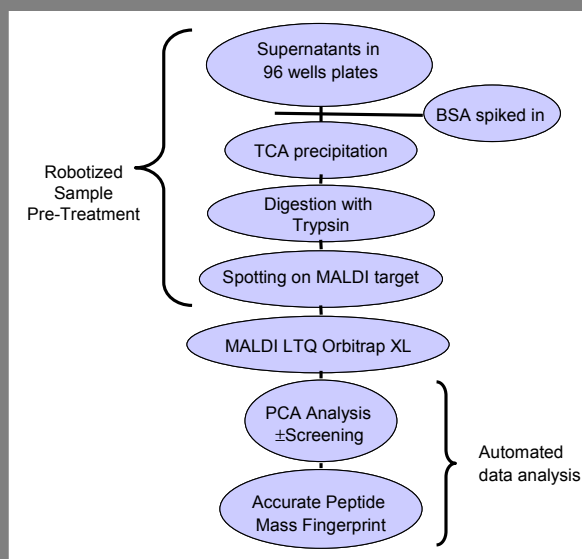 Supernatants in
96 wells plates
BSA spiked in
TCA precipitation
Robotized
Sample
Pre-Treatment
Digestion with
Trypsin
Spotting on MALDI target
MALDI LTQ Orbitrap XL
PCA Analysis
±Screening
Automated
data analysis
Accurate Peptide
Mass Fingerprint